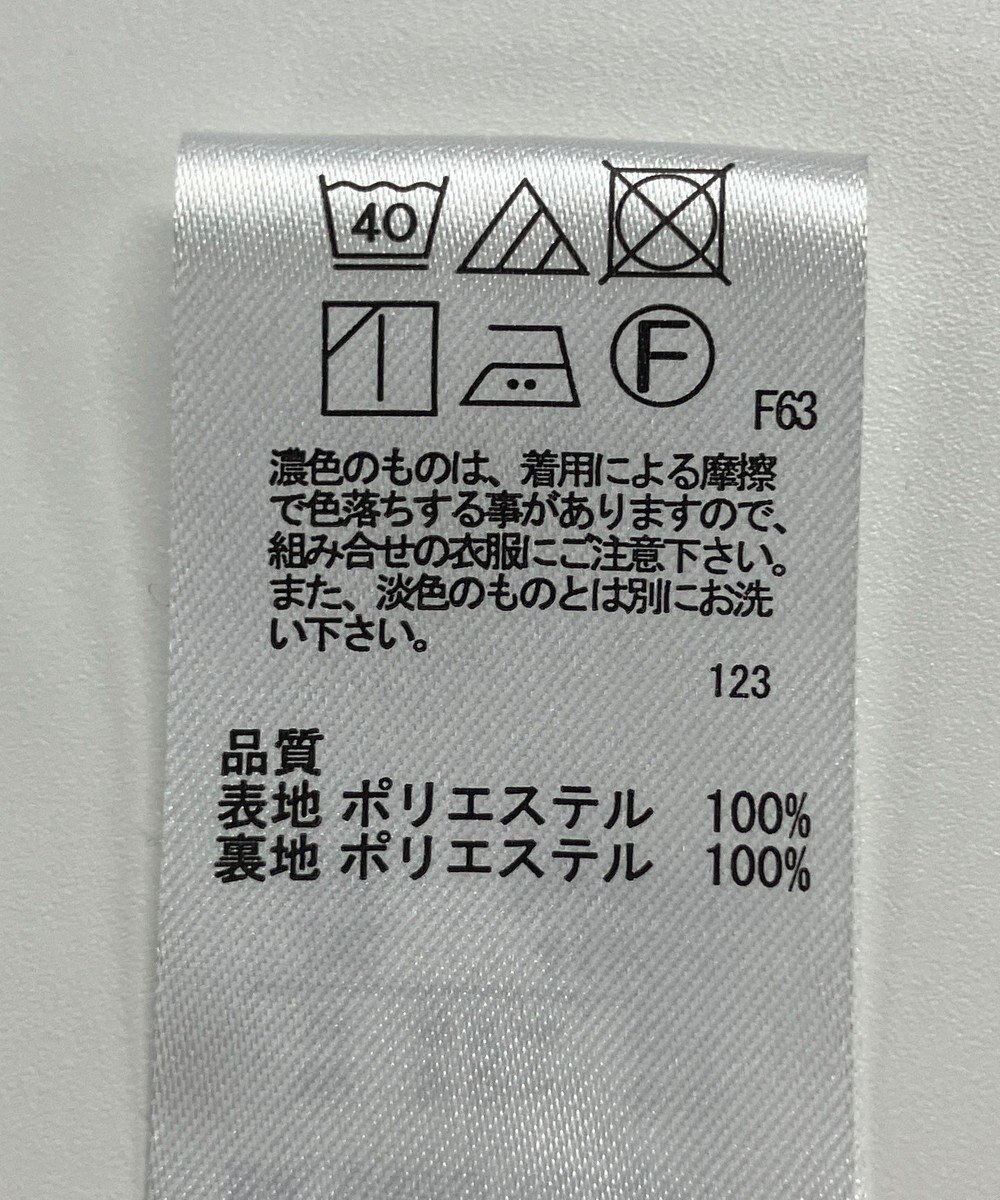 40
F
F63
濃色のものは、着用による摩擦
で色落ちする事がありますので、
組み合せの衣服にご注意下さい。
また、淡色のものとは別にお洗
い下さい。
123
品質
表地 ポリエステル 100%
裏地 ポリエステル 100%